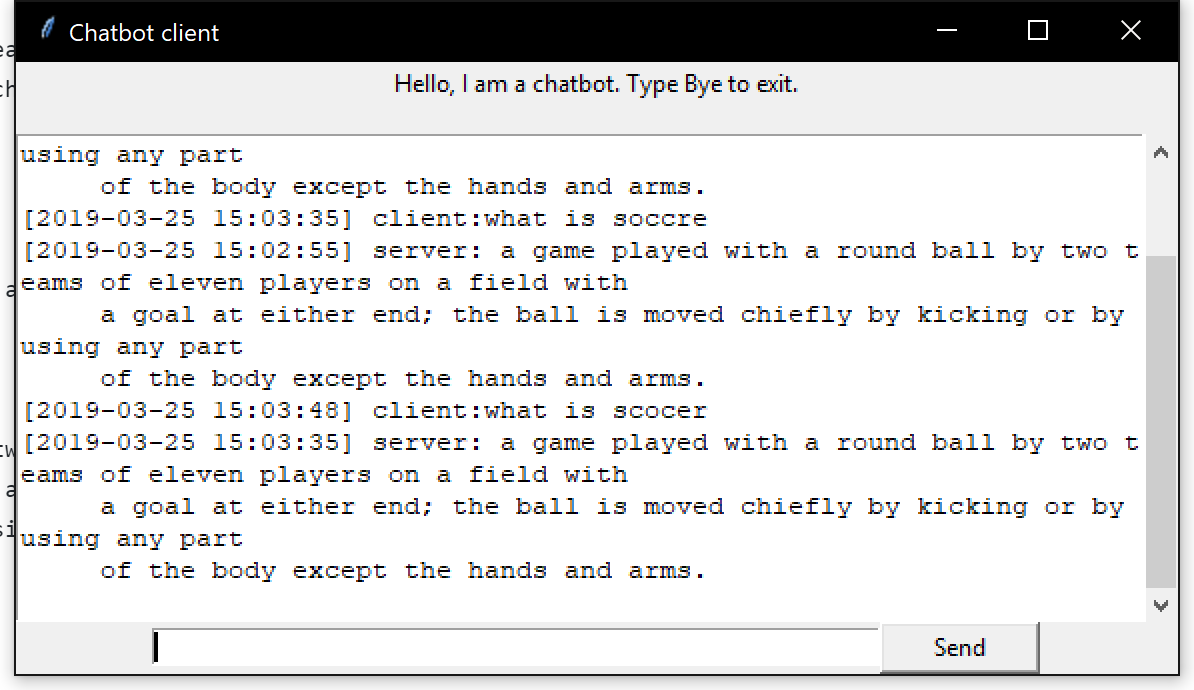 Chatbot client
Hello, I am a chatbot. Type Bye to exit.
using any part
of the body except the hands and arms.
[2019-03-25 15:03:35] client:what is soccre
[2019-03-25 15:02:55] server: a game played with a round ball by two t
eams of eleven players on a field with
a goal at either end; the ball is moved chiefly by kicking or by
using any part
of the body except the hands and arms.
[2019-03-25 15:03:48] client:what is scocer
[2019-03-25 15:03:35] server: a game played with a round ball by two t
eams of eleven players on a field with
a goal at either end; the ball is moved chiefly by kicking or by
using any part
of the body except the hands and arms.
Send